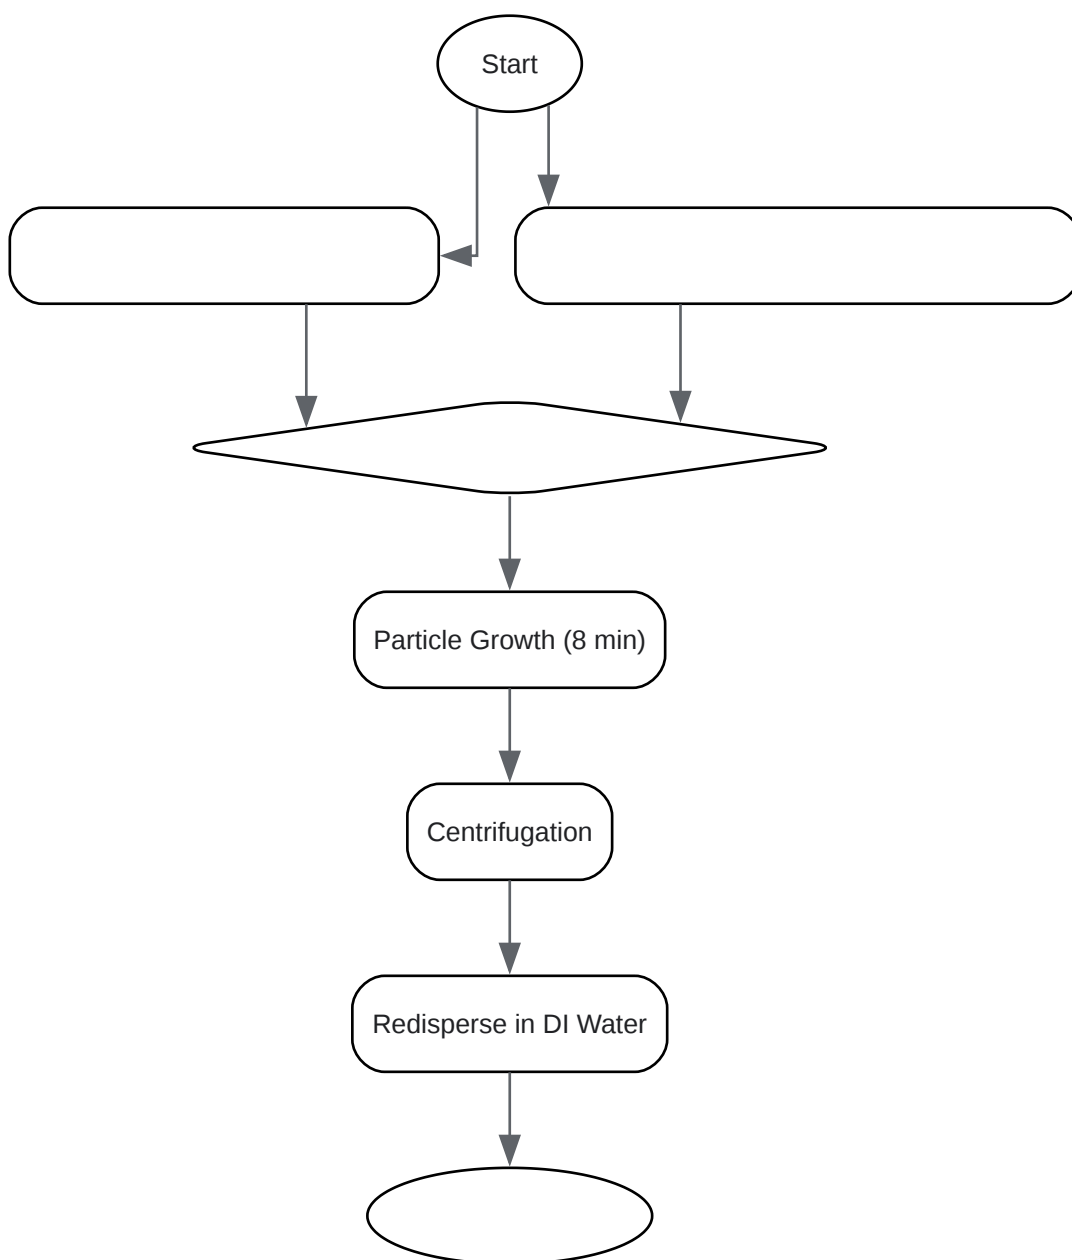 Start
Particle Growth (8 min)
Centrifugation
Redisperse in DI Water